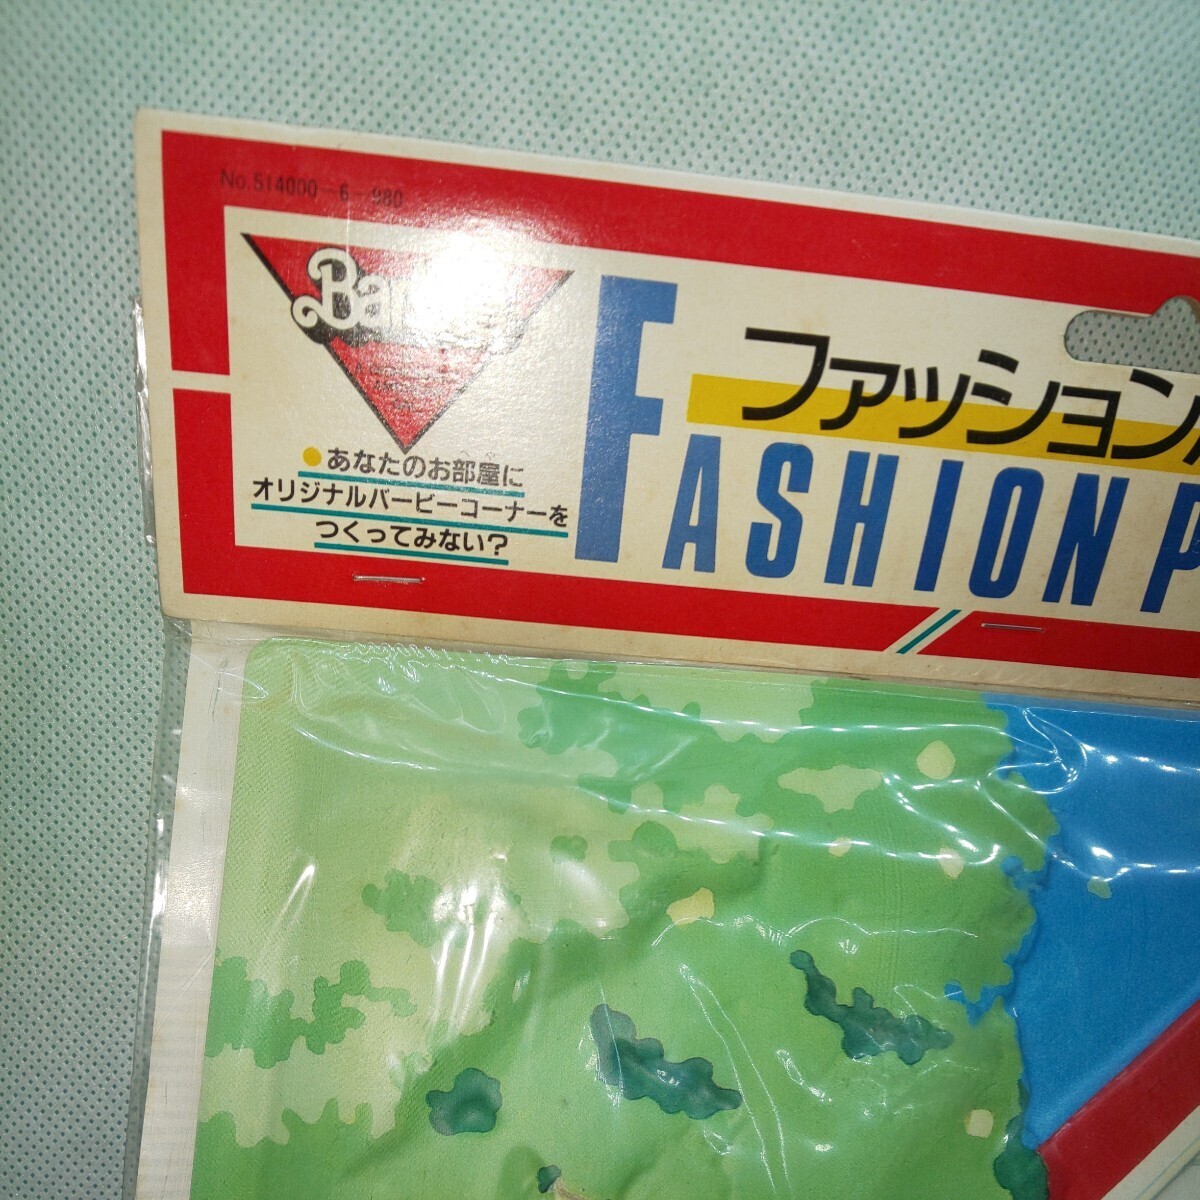 No.514000-6-980
ファッション
FASHION P
●あなたのお部屋に
オリジナルバービーコーナーを
つくってみない?